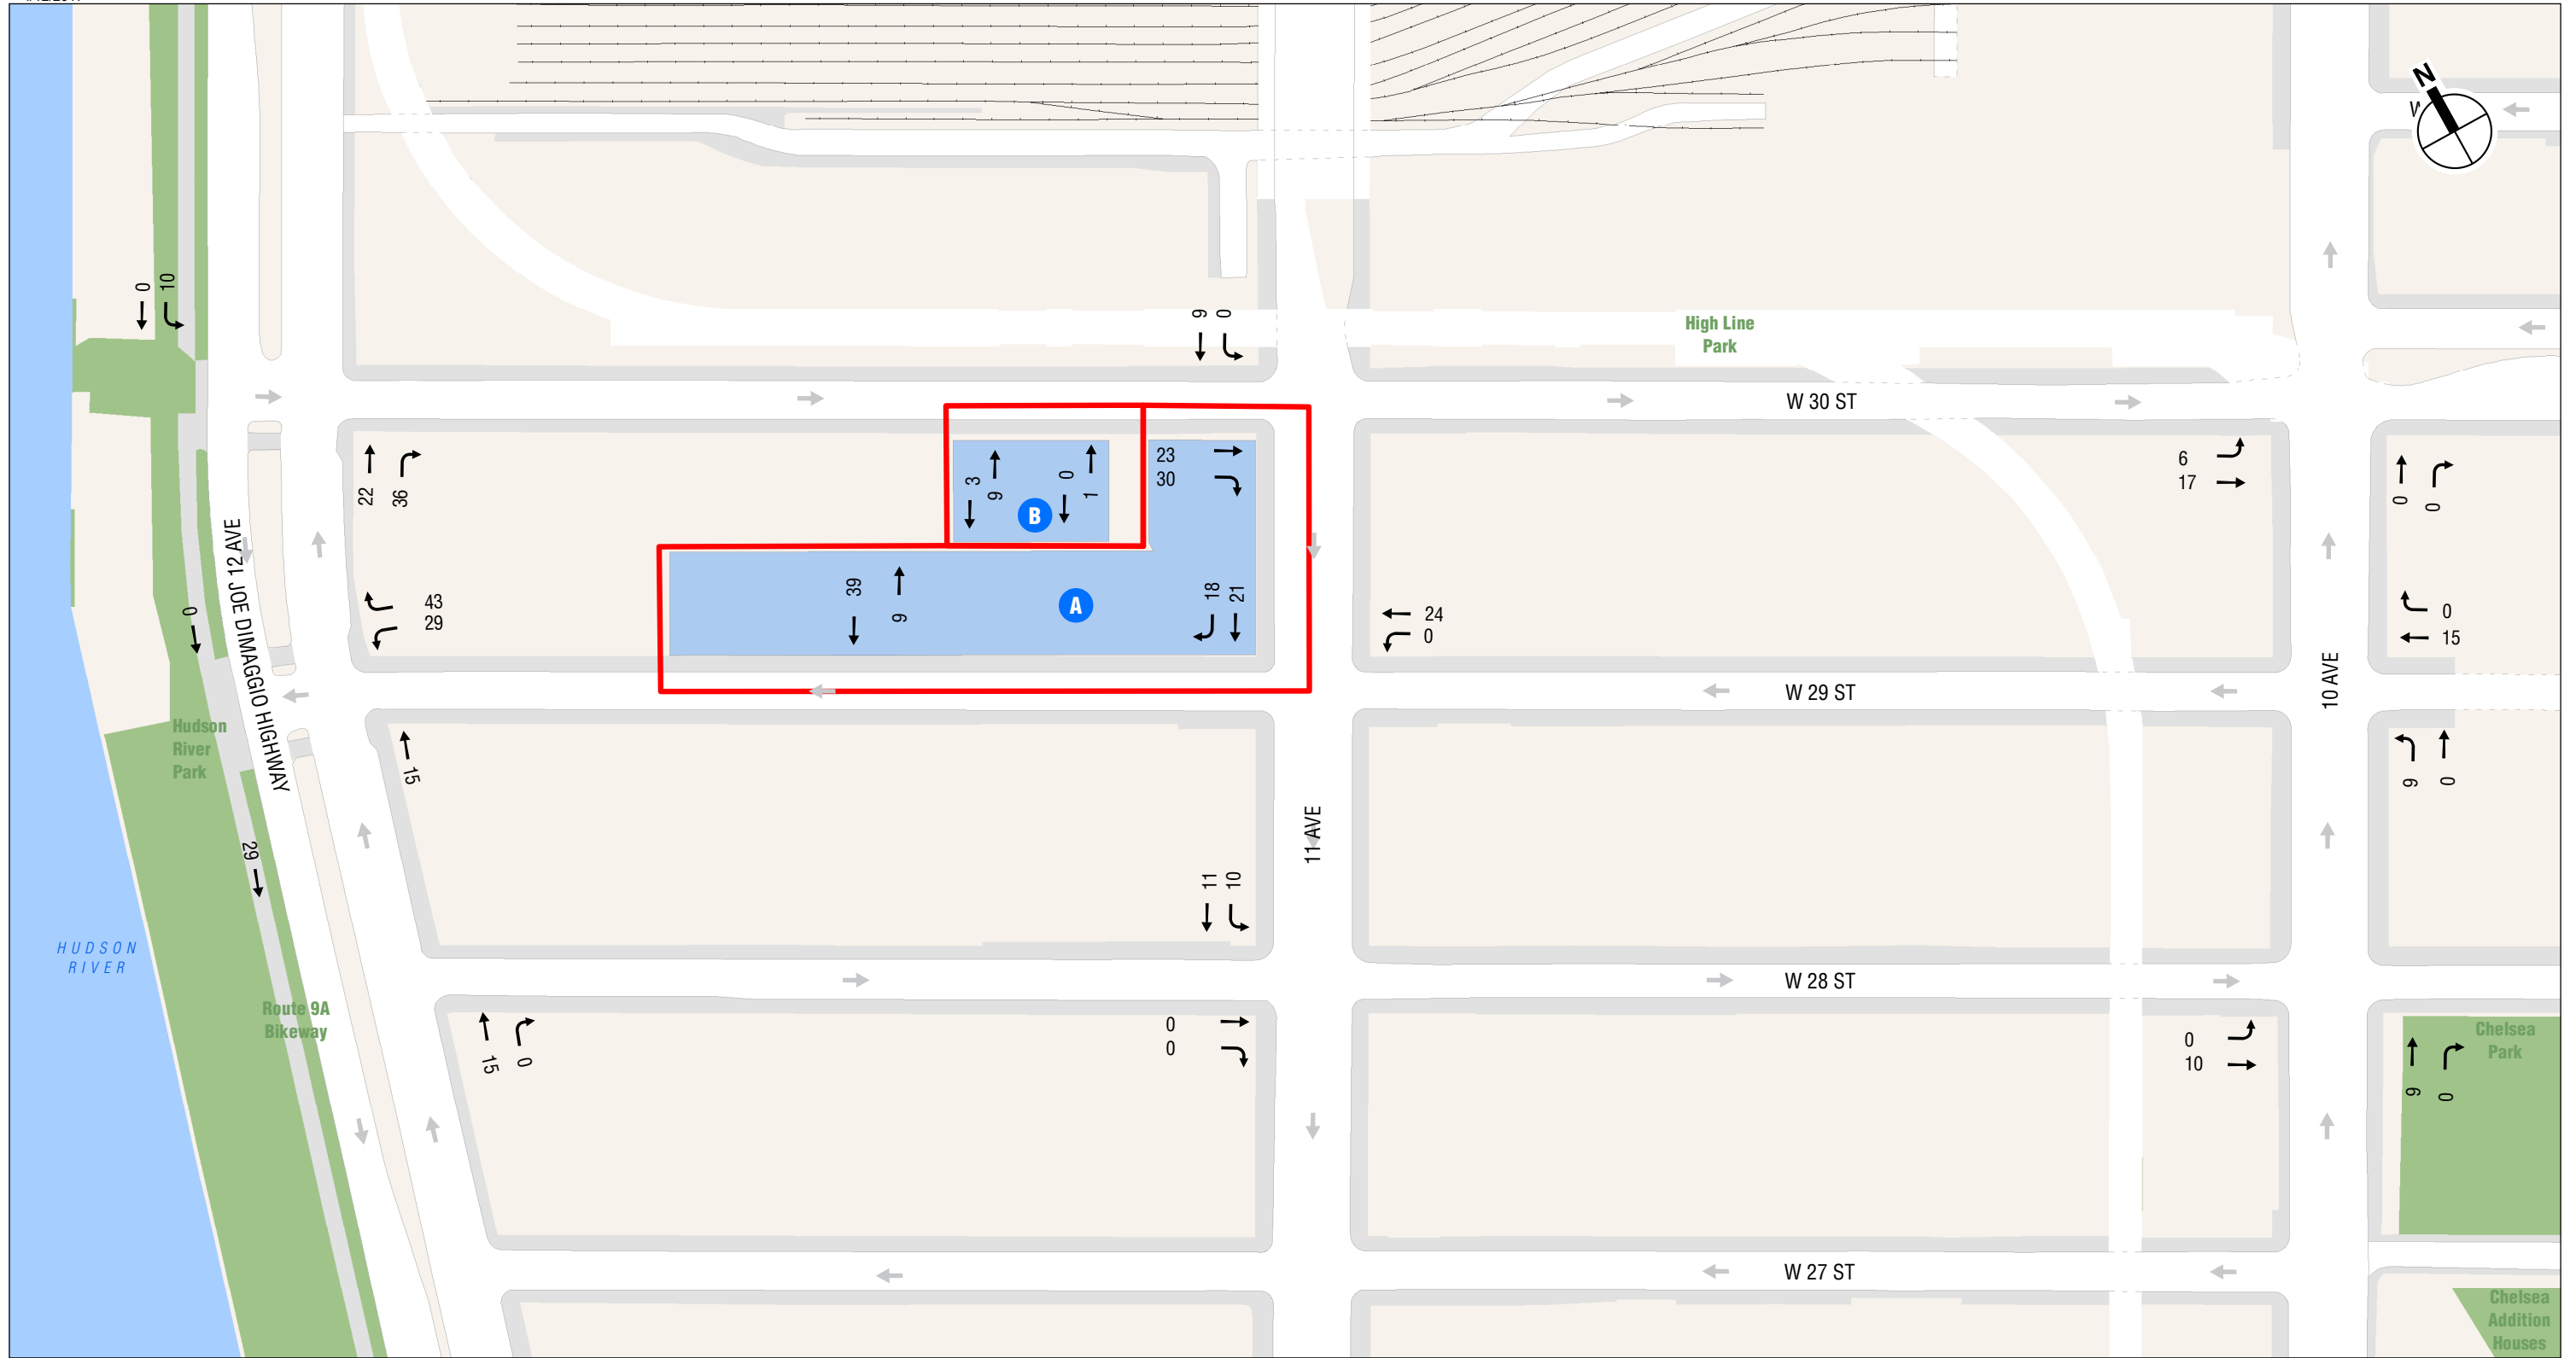 N
0
10
9
0
High Line
Park
W 30 ST
22
36
3
9
0
1
B
23
30
6
17
0
0
12 AVE
JOE DIMAGGIO HIGHWAY
0
43
29
39
9
A
18
21
24
0
0
15
W 29 ST
10 AVE
Hudson
River
Park
15
9
0
11 AVE
29
11
10
HUDSON
RIVER
W 28 ST
Route 9A
Bikeway
15
0
0
0
0
10
Chelsea
Park
9
0
W 27 ST
Chelsea
Addition
Houses